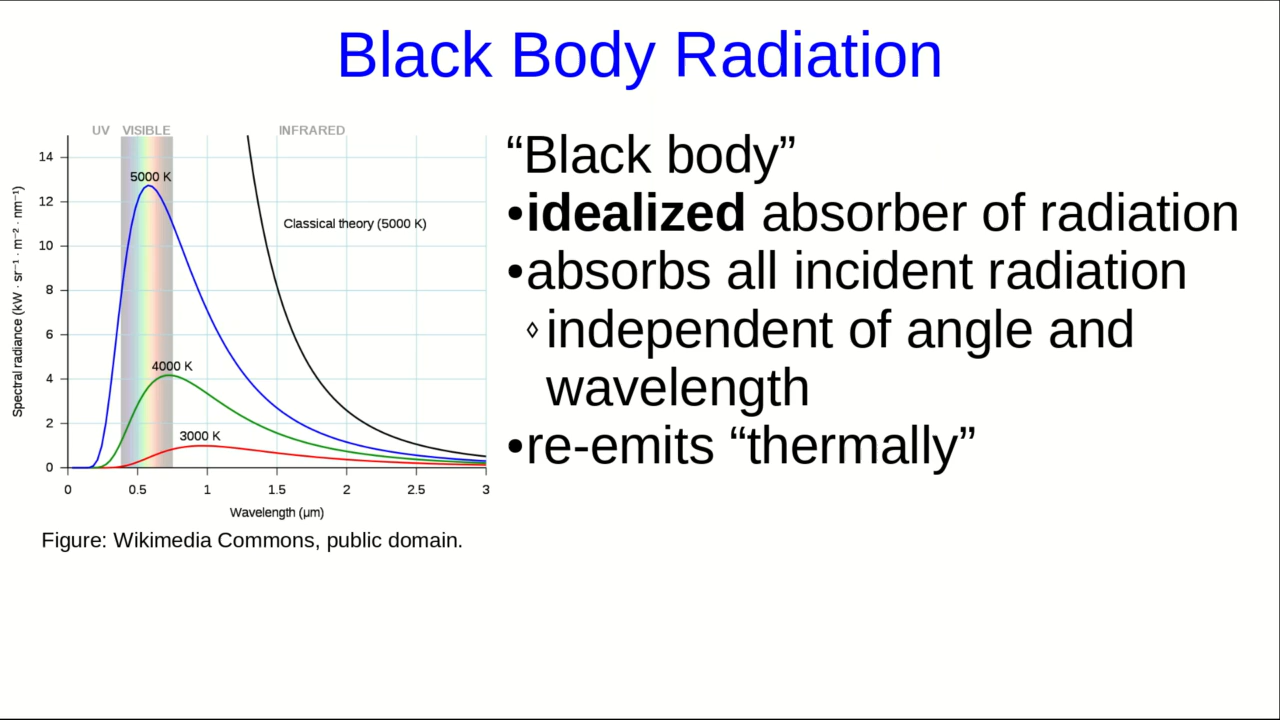 Black Body Radiation
UV VISIBLE INFRARED
14
12
10
8
6
4
2
0
Spectral radiance (kW · sr⁻¹ · m⁻² · nm⁻¹)
5000 K
Classical theory (5000 K)
4000 K
3000 K
0 0.5 1 1.5 2 2.5 3
Wavelength (μm)
Figure: Wikimedia Commons, public domain.
“Black body”
•idealized absorber of radiation
•absorbs all incident radiation
◊independent of angle and
wavelength
•re-emits “thermally”